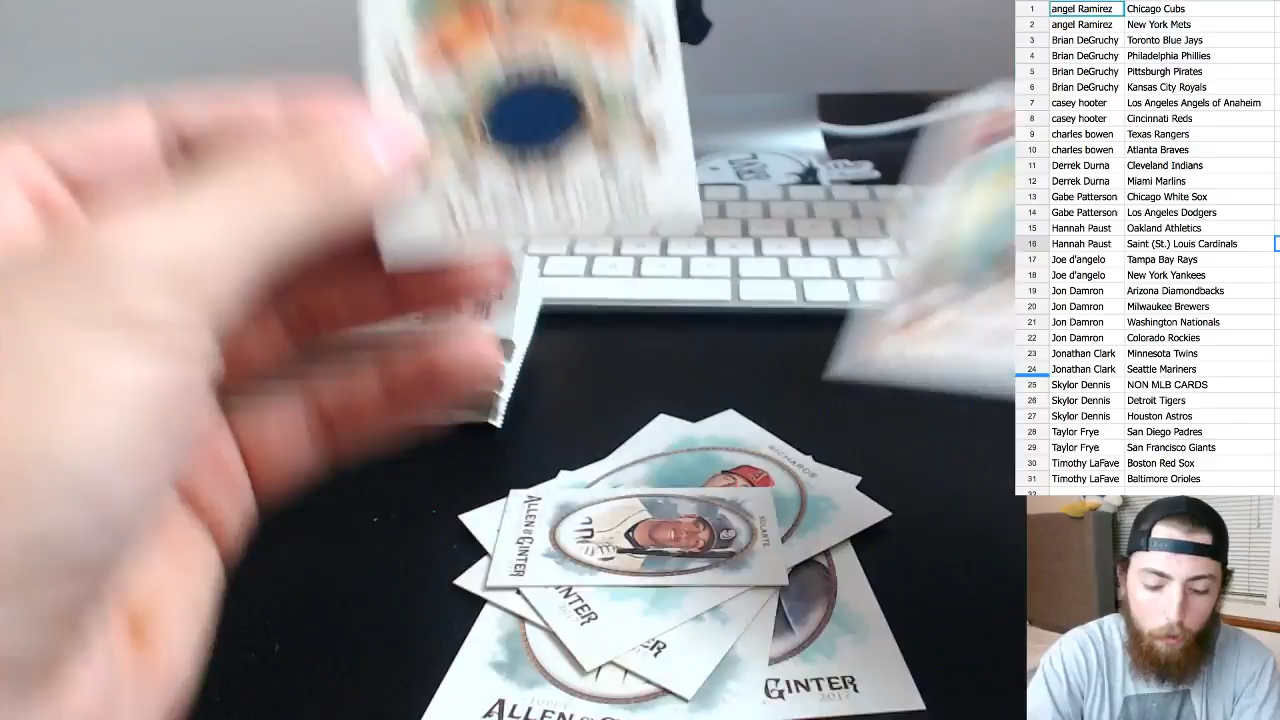 1 angel Ramirez Chicago Cubs
2 angel Ramirez New York Mets
3 Brian DeGruchy Toronto Blue Jays
4 Brian DeGruchy Philadelphia Phillies
5 Brian DeGruchy Pittsburgh Pirates
6 Brian DeGruchy Kansas City Royals
7 casey hooter Los Angeles Angels of Anaheim
8 casey hooter Cincinnati Reds
9 charles bowen Texas Rangers
10 charles bowen Atlanta Braves
11 Derrek Durna Cleveland Indians
12 Derrek Durna Miami Marlins
13 Gabe Patterson Chicago White Sox
14 Gabe Patterson Los Angeles Dodgers
15 Hannah Paust Oakland Athletics
16 Hannah Paust Saint (St.) Louis Cardinals
17 Joe d'angelo Tampa Bay Rays
18 Joe d'angelo New York Yankees
19 Jon Damron Arizona Diamondbacks
20 Jon Damron Milwaukee Brewers
21 Jon Damron Washington Nationals
22 Jon Damron Colorado Rockies
23 Jonathan Clark Minnesota Twins
24 Jonathan Clark Seattle Mariners
25 Skylor Dennis NON MLB CARDS
26 Skylor Dennis Detroit Tigers
27 Skylor Dennis Houston Astros
28 Taylor Frye San Diego Padres
29 Taylor Frye San Francisco Giants
30 Timothy LaFave Boston Red Sox
31 Timothy LaFave Baltimore Orioles
RICHARDS
ALLEN & GINTER
SOLARTE
INTER
2017
ER
GINTER
2017
TOPPS
ALLEN & G